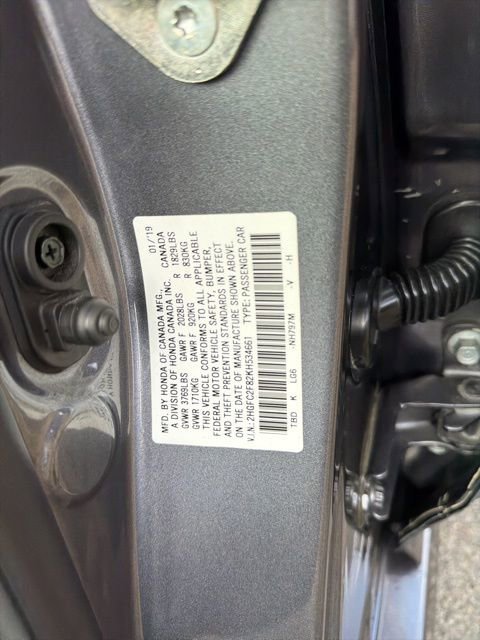 MFD. BY HONDA OF CANADA MFG., 01/'19
A DIVISION OF HONDA CANADA INC. CANADA
GVWR 3769LBS GAWR F 2028LBS R 1829LBS
GVWR 1710KG GAWR F 920KG R 830KG
THIS VEHICLE CONFORMS TO ALL APPLICABLE
FEDERAL MOTOR VEHICLE SAFETY, BUMPER,
AND THEFT PREVENTION STANDARDS IN EFFECT
ON THE DATE OF MANUFACTURE SHOWN ABOVE.
V.I.N.:2HGFC2F82KH534661 TYPE: PASSENGER CAR
TBD K LG6 NH797M -V -H